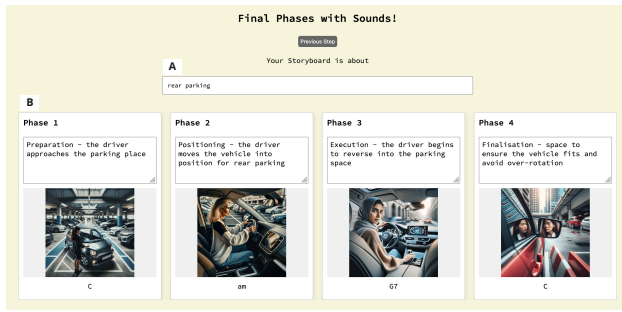 Final Phases with Sounds!
Previous Step
Your Storyboard is about
A
rear parking
B
Phase 1
Preparation - the driver
approaches the parking place
C
Phase 2
Positioning - the driver
moves the vehicle into
position for rear parking
am
Phase 3
Execution - the driver begins
to reverse into the parking
space
G7
Phase 4
Finalisation - space to
ensure the vehicle fits and
avoid over-rotation
C